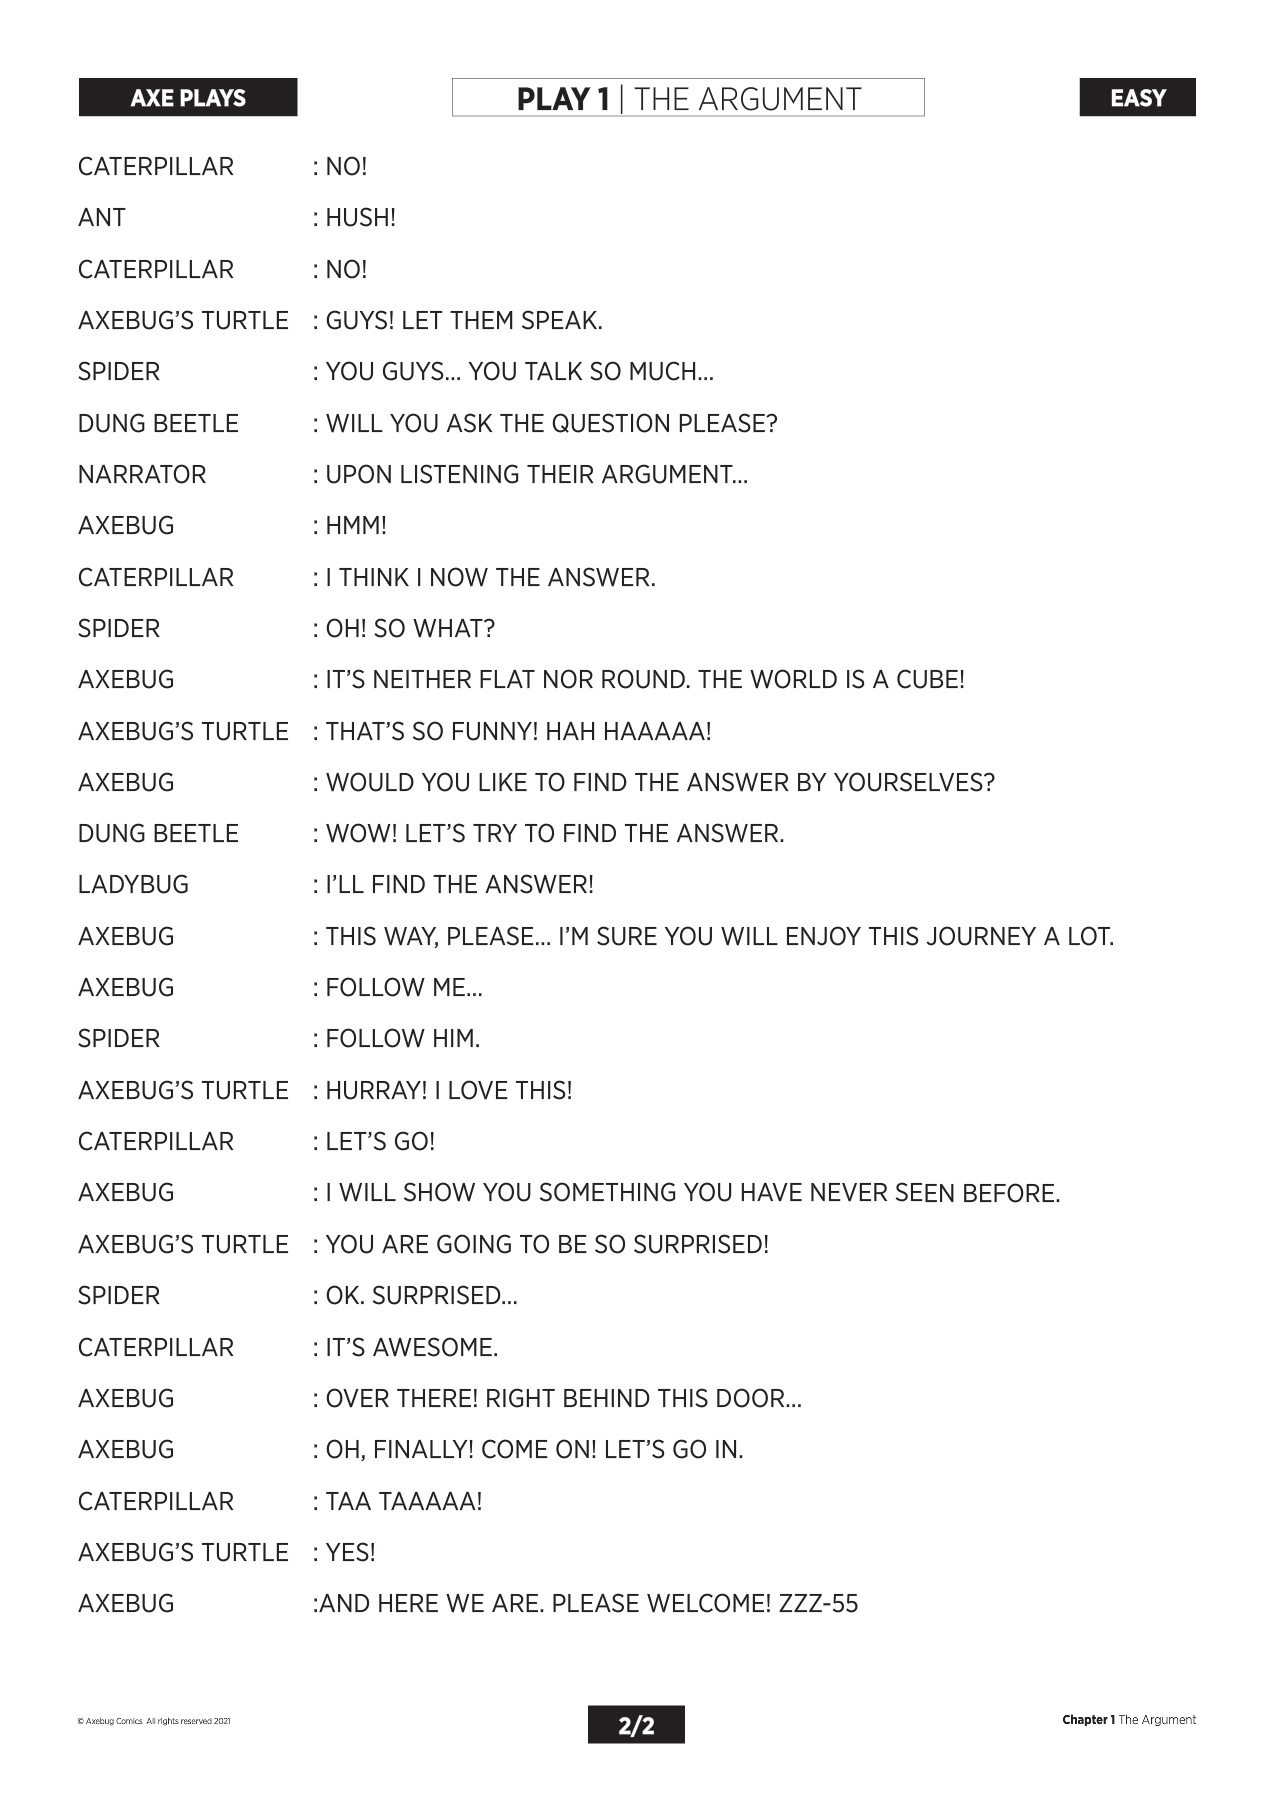 AXE PLAYS
PLAY 1 | THE ARGUMENT
EASY
CATERPILLAR : NO!
ANT : HUSH!
CATERPILLAR : NO!
AXEBUG'S TURTLE : GUYS! LET THEM SPEAK.
SPIDER : YOU GUYS... YOU TALK SO MUCH...
DUNG BEETLE : WILL YOU ASK THE QUESTION PLEASE?
NARRATOR : UPON LISTENING THEIR ARGUMENT...
AXEBUG : HMM!
CATERPILLAR : I THINK I NOW THE ANSWER.
SPIDER : OH! SO WHAT?
AXEBUG : IT'S NEITHER FLAT NOR ROUND. THE WORLD IS A CUBE!
AXEBUG'S TURTLE : THAT'S SO FUNNY! HAH HAAAAA!
AXEBUG : WOULD YOU LIKE TO FIND THE ANSWER BY YOURSELVES?
DUNG BEETLE : WOW! LET'S TRY TO FIND THE ANSWER.
LADYBUG : I'LL FIND THE ANSWER!
AXEBUG : THIS WAY, PLEASE... I'M SURE YOU WILL ENJOY THIS JOURNEY A LOT.
AXEBUG : FOLLOW ME...
SPIDER : FOLLOW HIM.
AXEBUG'S TURTLE : HURRAY! I LOVE THIS!
CATERPILLAR : LET'S GO!
AXEBUG : I WILL SHOW YOU SOMETHING YOU HAVE NEVER SEEN BEFORE.
AXEBUG'S TURTLE : YOU ARE GOING TO BE SO SURPRISED!
SPIDER : OK. SURPRISED...
CATERPILLAR : IT'S AWESOME.
AXEBUG : OVER THERE! RIGHT BEHIND THIS DOOR...
AXEBUG : OH, FINALLY! COME ON! LET'S GO IN.
CATERPILLAR : TAA TAAAAA!
AXEBUG'S TURTLE : YES!
AXEBUG :AND HERE WE ARE. PLEASE WELCOME! ZZZ-55
© Axebug Comics All rights reserved 2021
2/2
Chapter 1 The Argument